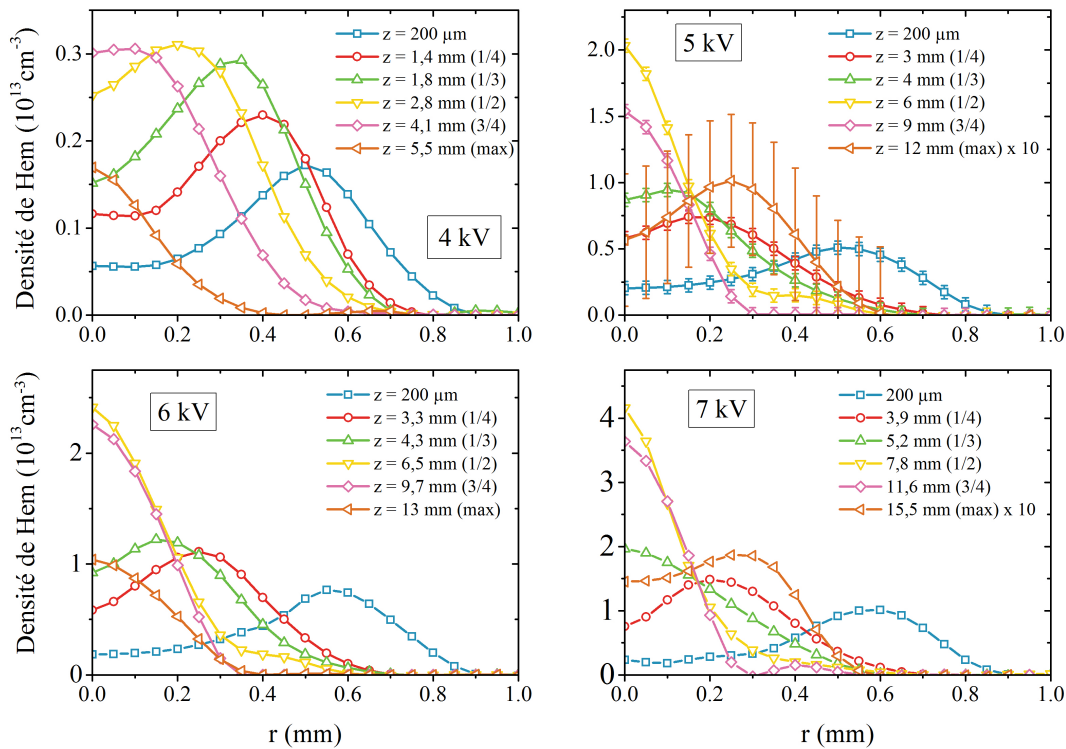 Densité de Hem (10¹³cm⁻³)
0.3
0.2
0.1
0.0
0.0 0.2 0.4 0.6 0.8 1.0
z = 200 µm
z = 1,4 mm (1/4)
z = 1,8 mm (1/3)
z = 2,8 mm (1/2)
z = 4,1 mm (3/4)
z = 5,5 mm (max)
4 kV
2.0
1.5
1.0
0.5
0.0
0.0 0.2 0.4 0.6 0.8 1.0
5 kV
z = 200 µm
z = 3 mm (1/4)
z = 4 mm (1/3)
z = 6 mm (1/2)
z = 9 mm (3/4)
z = 12 mm (max) x 10
Densité de Hem (10¹³cm⁻³)
2
1
0
0.0 0.2 0.4 0.6 0.8 1.0
r (mm)
6 kV
z = 200 µm
z = 3,3 mm (1/4)
z = 4,3 mm (1/3)
z = 6,5 mm (1/2)
z = 9,7 mm (3/4)
z = 13 mm (max)
4
3
2
1
0
0.0 0.2 0.4 0.6 0.8 1.0
r (mm)
7 kV
200 µm
3,9 mm (1/4)
5,2 mm (1/3)
7,8 mm (1/2)
11,6 mm (3/4)
15,5 mm (max) x 10